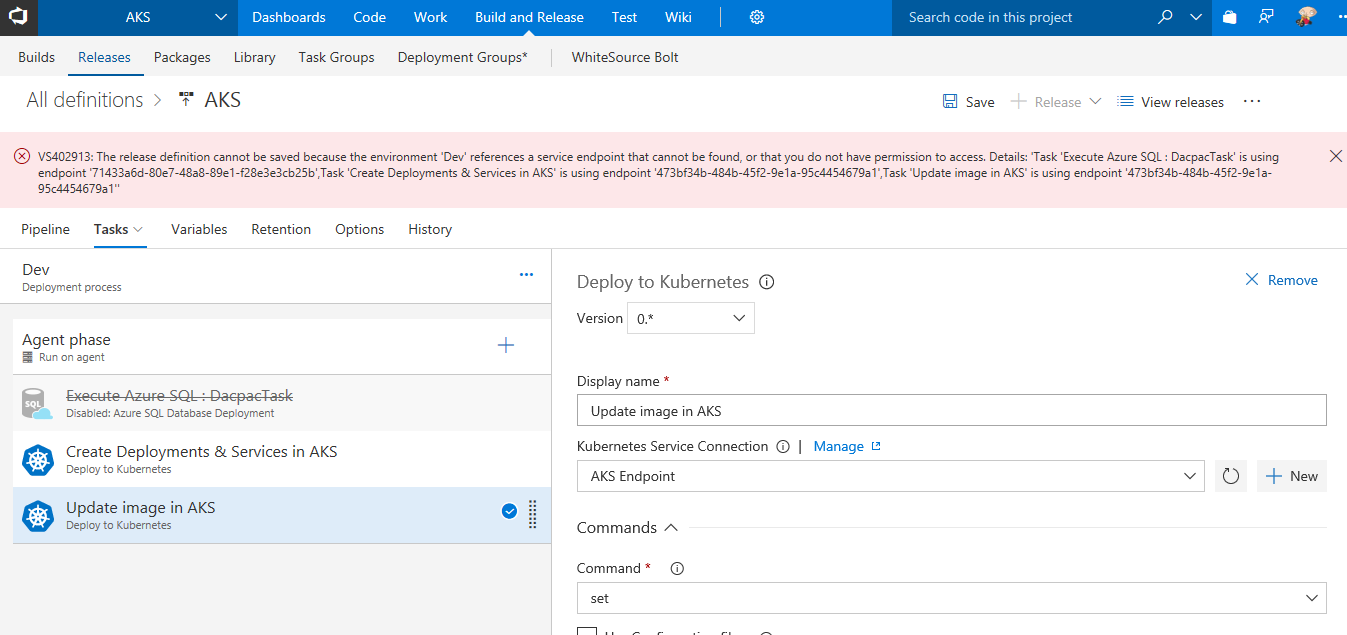 AKS Dashboards Code Work Build and Release Test Wiki Search code in this project
Builds Releases Packages Library Task Groups Deployment Groups* WhiteSource Bolt
All definitions > AKS Save Release View releases ...
VS402913: The release definition cannot be saved because the environment 'Dev' references a service endpoint that cannot be found, or that you do not have permission to access. Details: 'Task 'Execute Azure SQL : DacpacTask' is using
endpoint '71433a6d-80e7-48a8-89e1-f28e3e3cb25b',Task 'Create Deployments & Services in AKS' is using endpoint '473bf34b-484b-45f2-9e1a-95c4454679a1',Task 'Update image in AKS' is using endpoint '473bf34b-484b-45f2-9e1a-
95c4454679a1''
Pipeline Tasks Variables Retention Options History
Dev
Deployment process
Agent phase
Run on agent
SQL
Execute Azure SQL : DacpacTask
Disabled: Azure SQL Database Deployment
Create Deployments & Services in AKS
Deploy to Kubernetes
Update image in AKS
Deploy to Kubernetes
Deploy to Kubernetes Remove
Version 0.*
Display name *
Update image in AKS
Kubernetes Service Connection | Manage
AKS Endpoint New
Commands
Command *
set